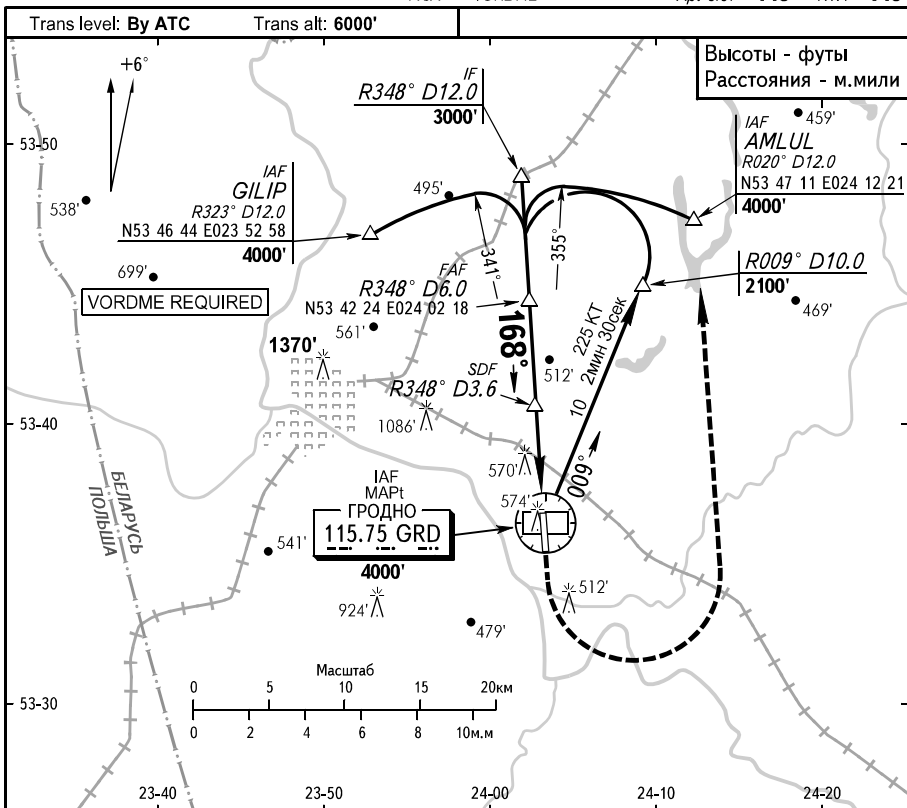 Trans level: By ATC Trans alt: 6000'
Высоты - футы
Расстояния - м.мили
+6°
IF
R348° D12.0
3000'
459'
IAF
AMLUL
R020° D12.0
N53 47 11 E024 12 21
4000'
53-50
538'
IAF
GILIP
R323° D12.0
N53 46 44 E023 52 58
4000'
495'
341°
355°
R009° D10.0
2100'
699'
VORDME REQUIRED
FAF
R348° D6.0
N53 42 24 E024 02 18
469'
561'
168°
225 KT
10 2мин 30сек
1370'
512'
SDF
R348° D3.6
53-40
1086'
570'
009°
БЕЛАРУСЬ
ПОЛЬША
574'
IAF
MAPt
ГРОДНО
115.75 GRD
4000'
541'
924'
512'
479'
Масштаб
0 5 10 15 20км
0 2 4 6 8 10м.м
53-30
23-40 23-50 24-00 24-10 24-20